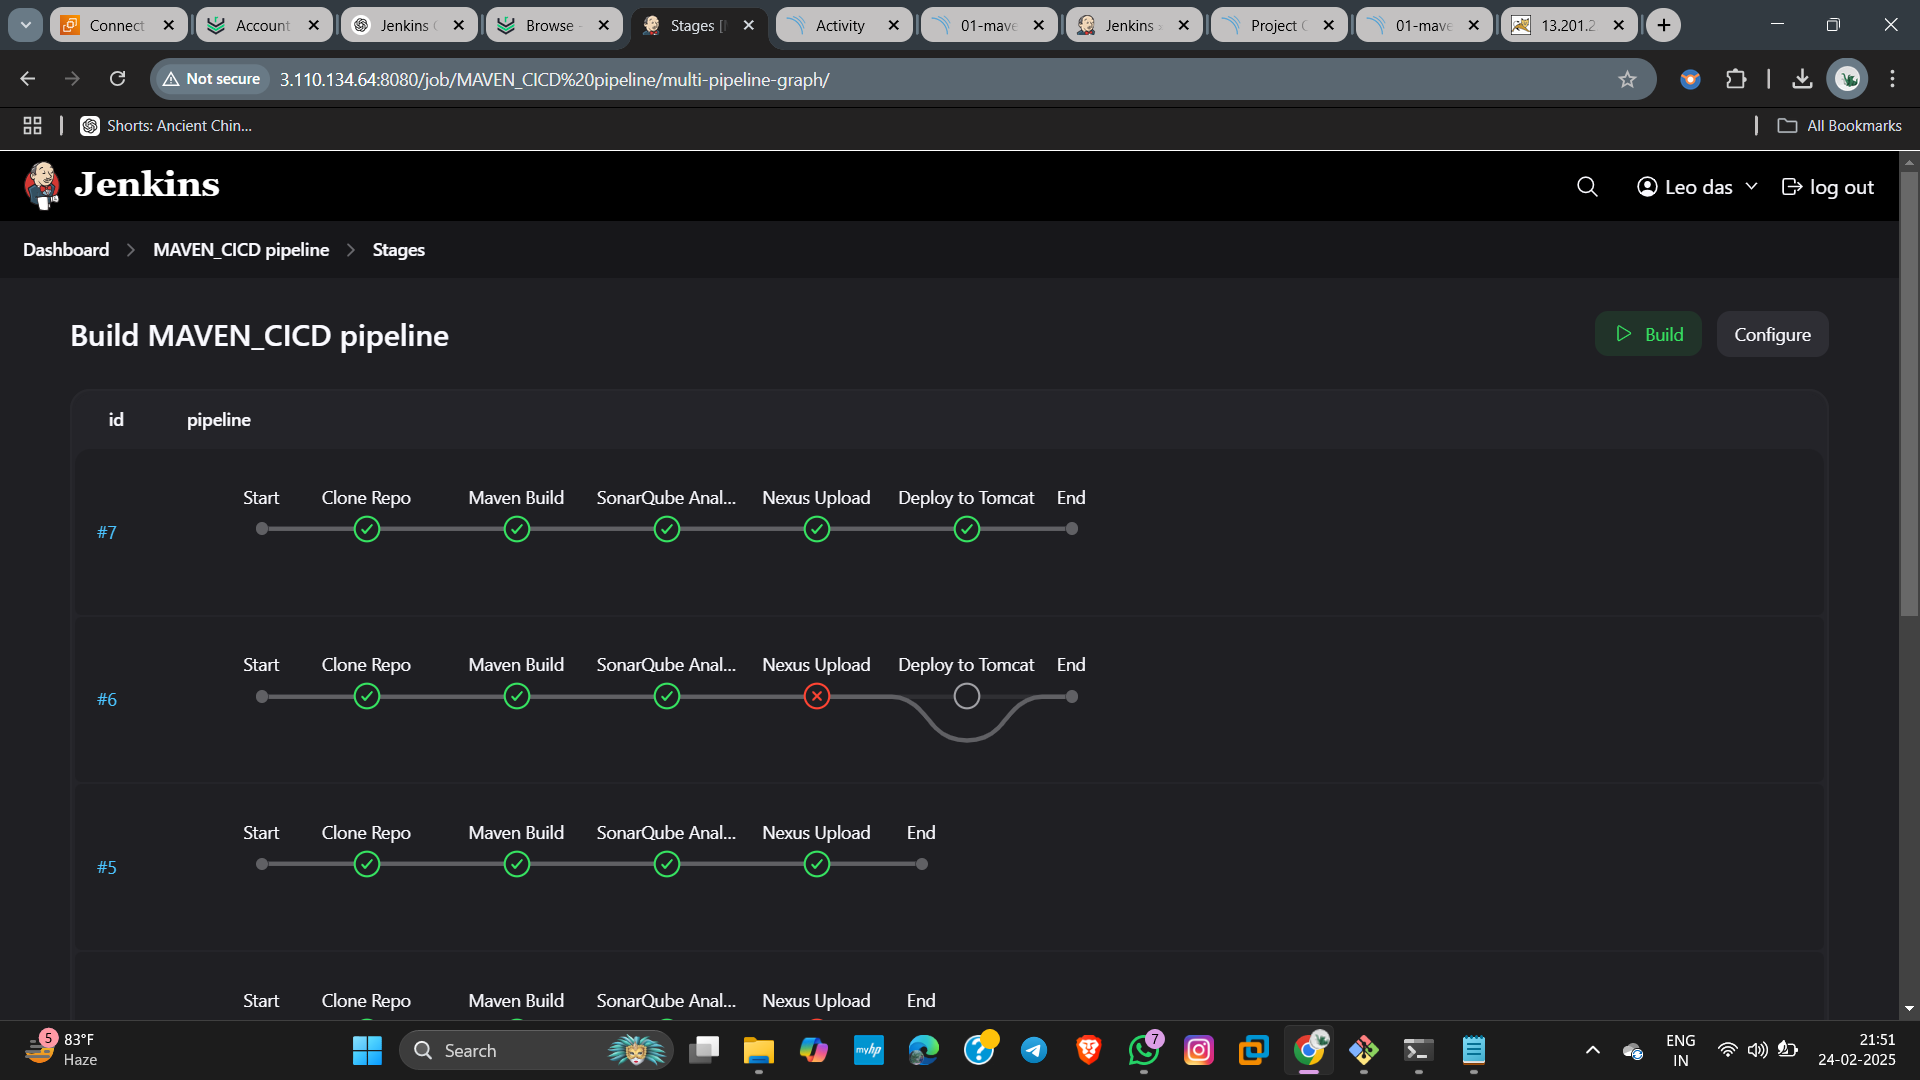 Connect
Account
Jenkins
Browse -
Stages [
Activity
01-mave
Jenkins
Project
01-mave
13.201.2
Not secure
3.110.134.64:8080/job/MAVEN_CICD%20pipeline/multi-pipeline-graph/
Shorts: Ancient Chin...
All Bookmarks
Jenkins
Leo das
log out
Dashboard
MAVEN_CICD pipeline
Stages
Build MAVEN_CICD pipeline
Build
Configure
id
pipeline
Start
Clone Repo
Maven Build
SonarQube Anal...
Nexus Upload
Deploy to Tomcat
End
#7
Start
Clone Repo
Maven Build
SonarQube Anal...
Nexus Upload
Deploy to Tomcat
End
#6
Start
Clone Repo
Maven Build
SonarQube Anal...
Nexus Upload
End
#5
Start
Clone Repo
Maven Build
SonarQube Anal...
Nexus Upload
End
5
83°F
Haze
Search
myhp
7
ENG
IN
21:51
24-02-2025